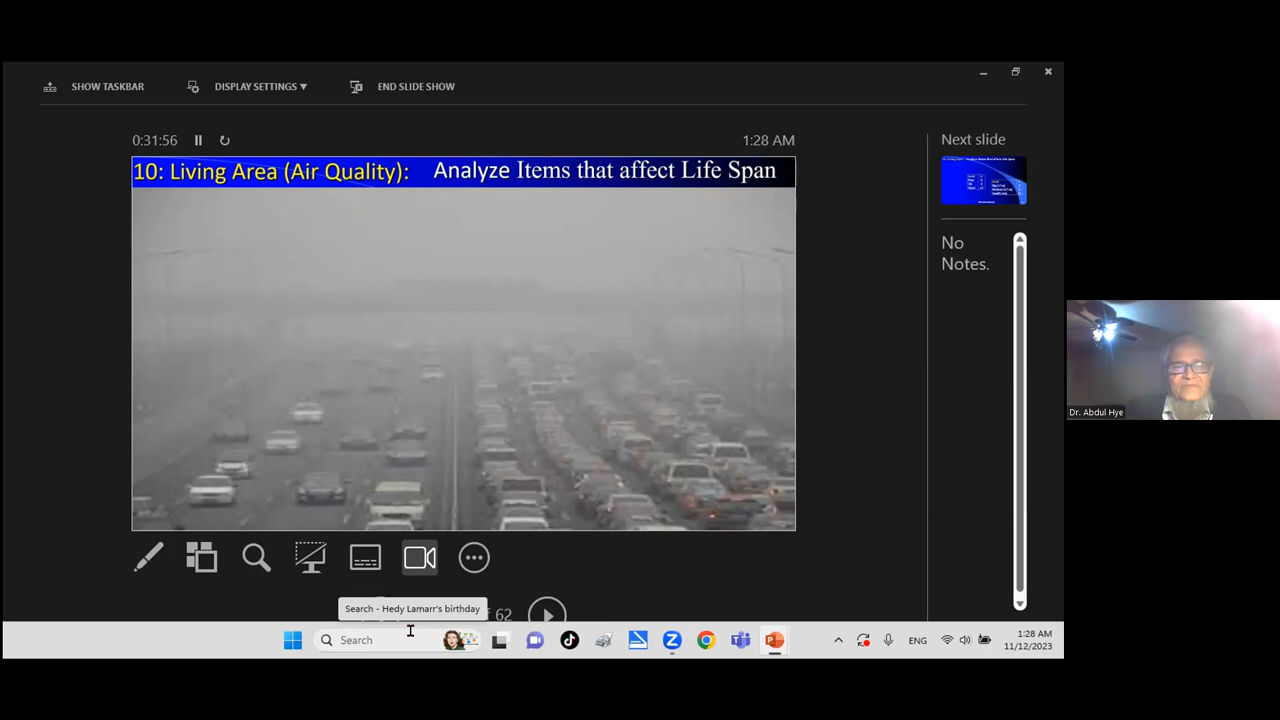 SHOW TASKBAR
DISPLAY SETTINGS ▼
END SLIDE SHOW
0:31:56
1:28 AM
Next slide
10: Living Area (Air Quality): Analyze Items that affect Life Span
No
Notes.
Dr. Abdul Hye
Search - Hedy Lamarr's birthday
62
Search
ENG
1:28 AM
11/12/2023